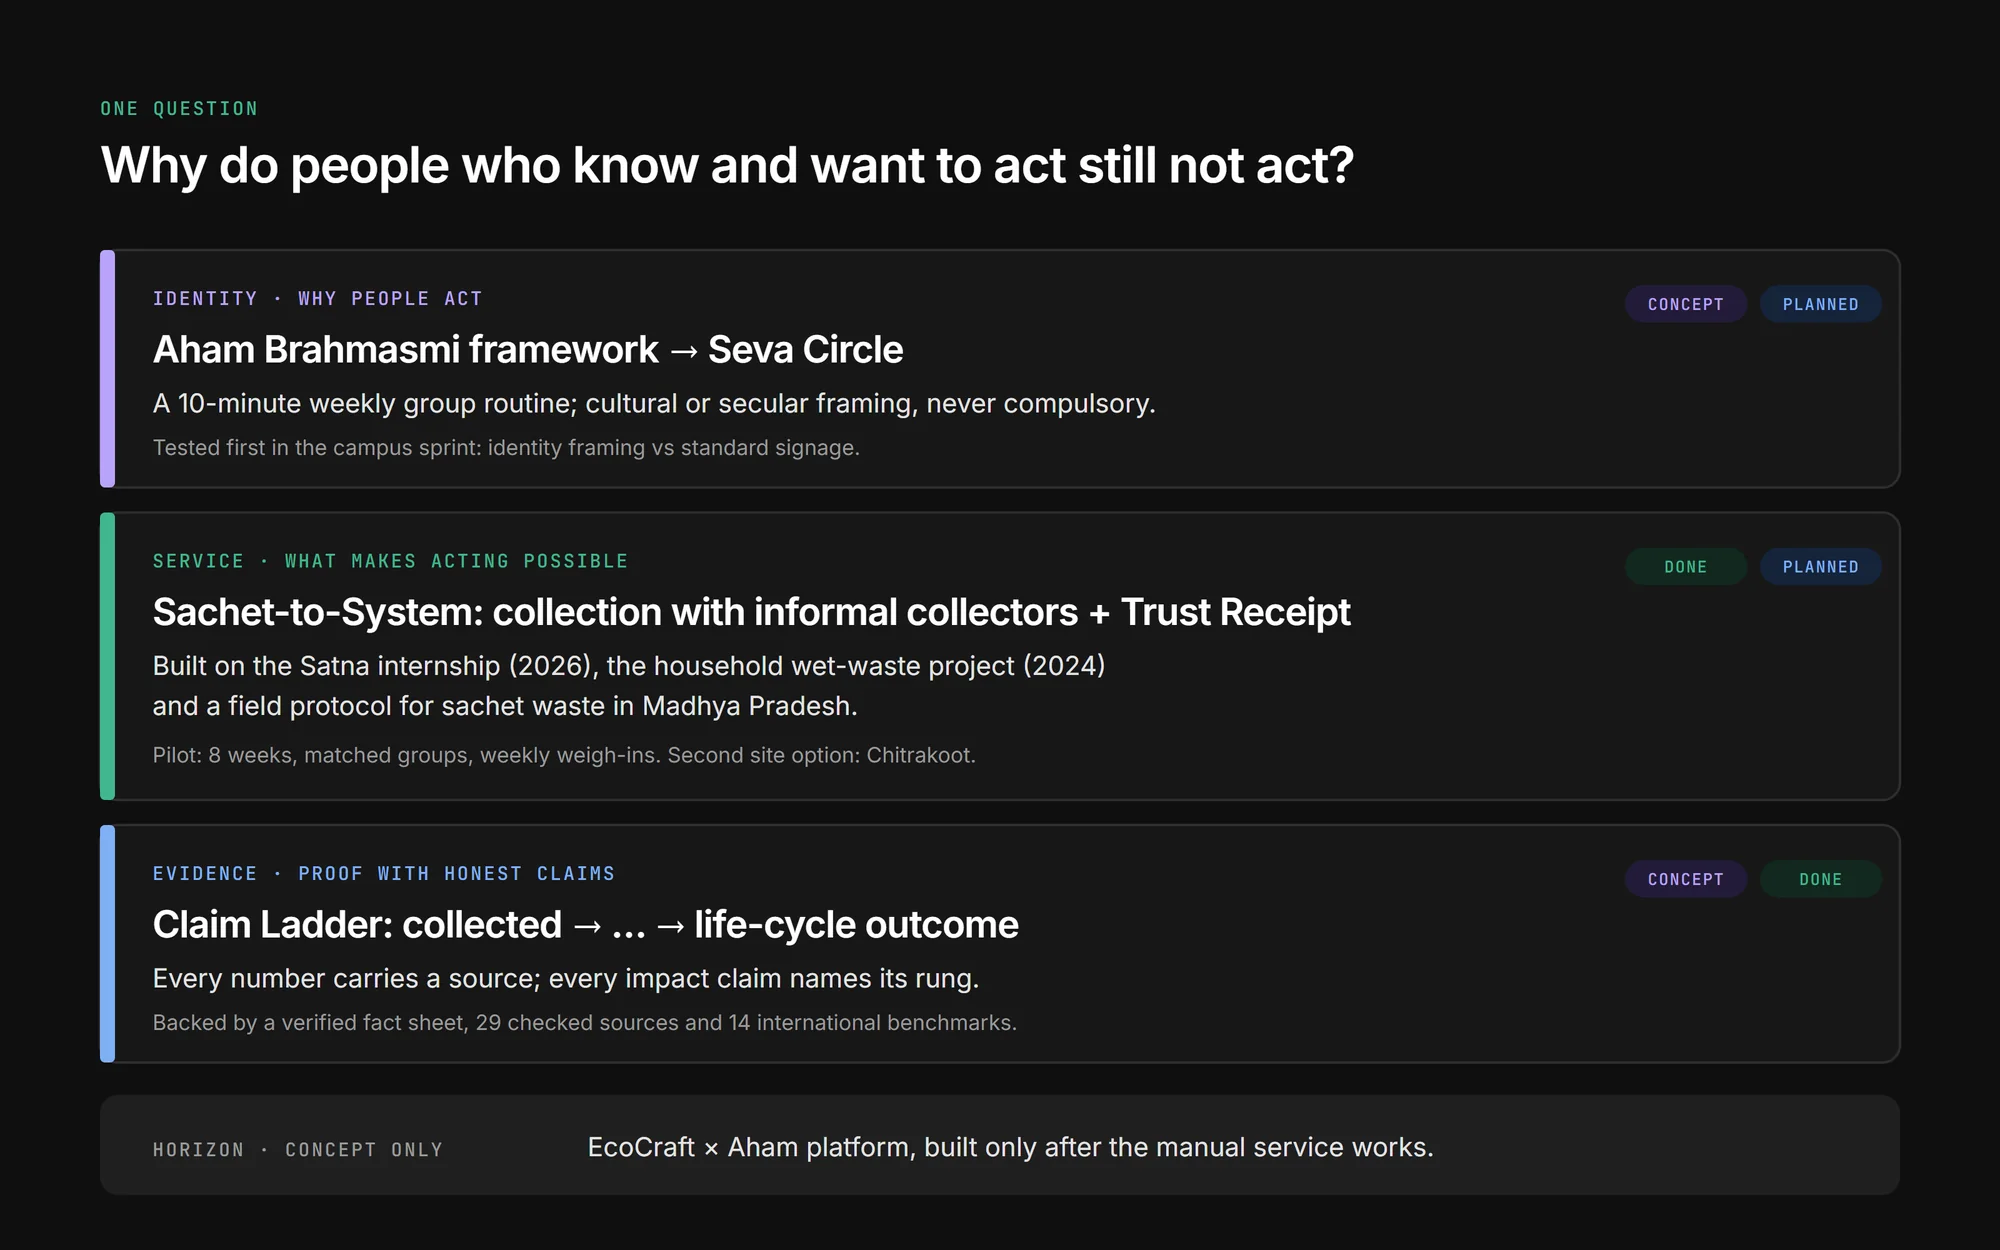 ONE QUESTION
Why do people who know and want to act still not act?
IDENTITY · WHY PEOPLE ACT
CONCEPT
PLANNED
Aham Brahmasmi framework → Seva Circle
A 10-minute weekly group routine; cultural or secular framing, never compulsory.
Tested first in the campus sprint: identity framing vs standard signage.
SERVICE · WHAT MAKES ACTING POSSIBLE
DONE
PLANNED
Sachet-to-System: collection with informal collectors + Trust Receipt
Built on the Satna internship (2026), the household wet-waste project (2024)
and a field protocol for sachet waste in Madhya Pradesh.
Pilot: 8 weeks, matched groups, weekly weigh-ins. Second site option: Chitrakoot.
EVIDENCE · PROOF WITH HONEST CLAIMS
CONCEPT
DONE
Claim Ladder: collected → … → life-cycle outcome
Every number carries a source; every impact claim names its rung.
Backed by a verified fact sheet, 29 checked sources and 14 international benchmarks.
HORIZON · CONCEPT ONLY
EcoCraft × Aham platform, built only after the manual service works.